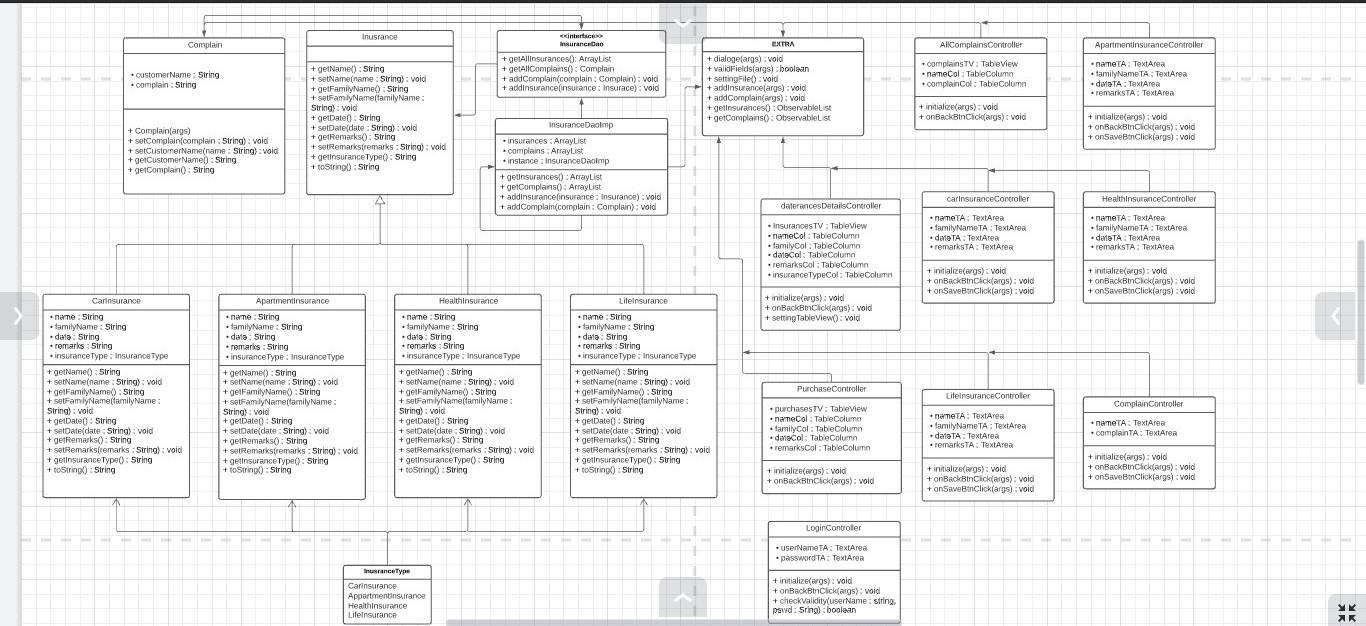 Complain
• customerName : String
• complain : String
+ Complain(args)
+ setComplain(complain : String) : void
+ setCustomerName(name : String) : void
+ getCustomerName() : String
+ getComplain() : String
Inusrance
+ getName() : String
+ setName(name : String) : void
+ getFamilyName() : String
+ setFamilyName(familyName :
String) : void
+ getDate() : String
+ setDate(date : String) : void
+ getRemarks() : String
+ setRemarks(remarks : String) : void
+ getInsuranceType() : String
+ toString() : String
<<interface>>
InsuranceDao
+ getAllInsurances(): ArrayList
+ getAllComplains() : Complain
+ addComplain(complain : Complain) : void
+ addInsurance(insurance : Insurace) : void
InsuranceDaoImp
• insurances : ArrayList
• complains : ArrayList
• instance : InsuranceDaoImp
+ getInsurances() : ArrayList
+ getComplains() : ArrayList
+ addInsurance(insurance : Insurance) : void
+ addComplain(complain : Complain) : void
EXTRA
+ dialoge(args) : void
+ validFields(args) : boolean
+ settingFile() : void
+ addInsurance(args) : void
+ addComplain(args) : void
+ getInsurances() : ObservableList
+ getComplains() : ObservableList
AllComplainsController
• complainsTV : TableView
• nameCol : TableColumn
• complainCol : TableColumn
+ initialize(args) : void
+ onBackBtnClick(args) : void
ApartmentInsuranceController
• nameTA : TextArea
• familyNameTA : TextArea
• dateTA : TextArea
• remarksTA : TextArea
+ initialize(args) : void
+ onBackBtnClick(args) : void
+ onSaveBtnClick(args) : void
daterancesDetailsController
• InsurancesTV : TableView
• nameCol : TableColumn
• familyCol : TableColumn
• dateCol : TableColumn
• remarksCol : TableColumn
• insuranceTypeCol : TableColumn
+ initialize(args) : void
+ onBackBtnClick(args) : void
+ settingTableView() : void
carInsuranceController
• nameTA : TextArea
• familyNameTA : TextArea
• dateTA : TextArea
• remarksTA : TextArea
+ initialize(args) : void
+ onBackBtnClick(args) : void
+ onSaveBtnClick(args) : void
HealthInsuranceController
• nameTA : TextArea
• familyNameTA : TextArea
• dateTA : TextArea
• remarksTA : TextArea
+ initialize(args) : void
+ onBackBtnClick(args) : void
+ onSaveBtnClick(args) : void
CarInsurance
• name : String
• familyName : String
• date : String
• remarks : String
• insuranceType : InsuranceType
+ getName() : String
+ setName(name : String) : void
+ getFamilyName() : String
+ setFamilyName(familyName :
String) : void
+ getDate() : String
+ setDate(date : String) : void
+ getRemarks() : String
+ setRemarks(remarks : String) : void
+ getInsuranceType() : String
+ toString() : String
ApartmentInsurance
• name : String
• familyName : String
• date : String
• remarks : String
• insuranceType : InsuranceType
+ getName() : String
+ setName(name : String) : void
+ getFamilyName() : String
+ setFamilyName(familyName :
String) : void
+ getDate() : String
+ setDate(date : String) : void
+ getRemarks() : String
+ setRemarks(remarks : String) : void
+ getInsuranceType() : String
+ toString() : String
HealthInsurance
• name : String
• familyName : String
• date : String
• remarks : String
• insuranceType : InsuranceType
+ getName() : String
+ setName(name : String) : void
+ getFamilyName() : String
+ setFamilyName(familyName :
String) : void
+ getDate() : String
+ setDate(date : String) : void
+ getRemarks() : String
+ setRemarks(remarks : String) : void
+ getInsuranceType() : String
+ toString() : String
LifeInsurance
• name : String
• familyName : String
• date : String
• remarks : String
• insuranceType : InsuranceType
+ getName() : String
+ setName(name : String) : void
+ getFamilyName() : String
+ setFamilyName(familyName :
String) : void
+ getDate() : String
+ setDate(date : String) : void
+ getRemarks() : String
+ setRemarks(remarks : String) : void
+ getInsuranceType() : String
+ toString() : String
PurchaseController
• purchasesTV : TableView
• nameCol : TableColumn
• familyCol : TableColumn
• dateCol : TableColumn
• remarksCol : TableColumn
+ initialize(args) : void
+ onBackBtnClick(args) : void
LifeInsuranceController
• nameTA : TextArea
• familyNameTA : TextArea
• dateTA : TextArea
• remarksTA : TextArea
+ initialize(args) : void
+ onBackBtnClick(args) : void
+ onSaveBtnClick(args) : void
ComplainController
• nameTA : TextArea
• complainTA : TextArea
+ initialize(args) : void
+ onBackBtnClick(args) : void
+ onSaveBtnClick(args) : void
LoginController
• userNameTA : TextArea
• passwordTA : TextArea
+ initialize(args) : void
+ onBackBtnClick(args) : void
+ checkValidity(userName : string,
pswd : Sring) : boolean
InusranceType
CarInsurance
AppartmentInsurance
HealthInsurance
LifeInsurance